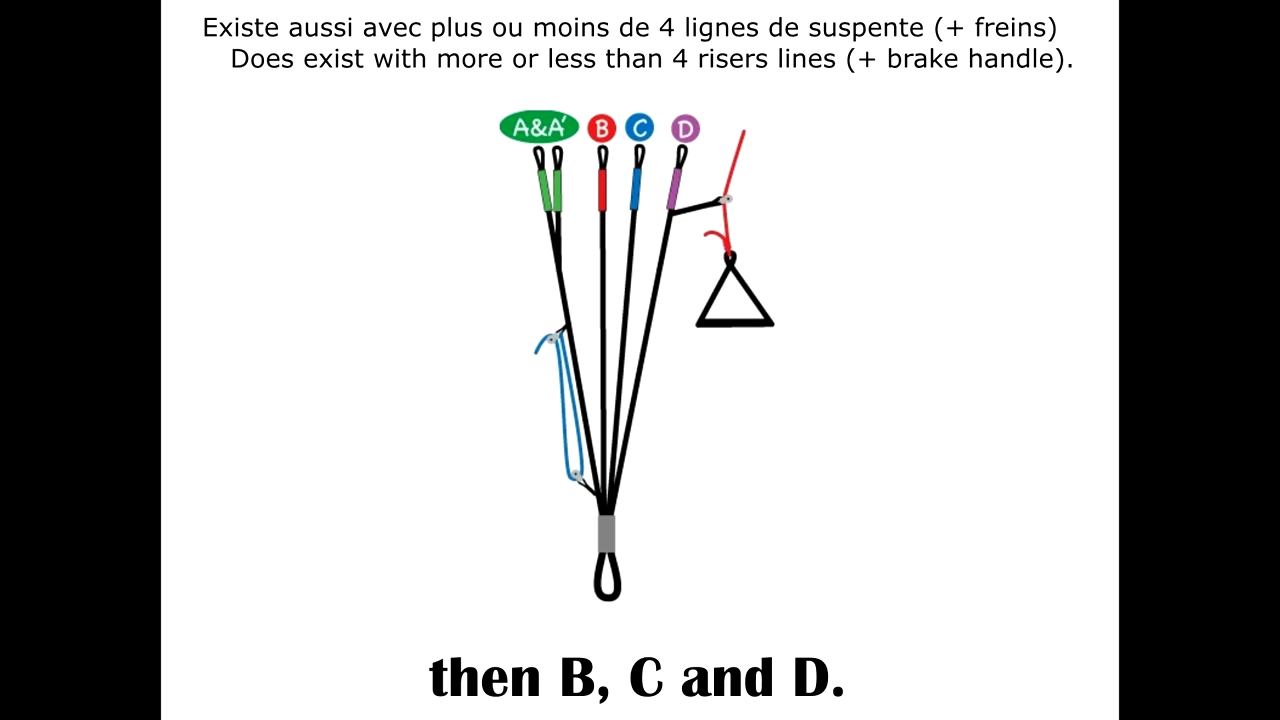 Existe aussi avec plus ou moins de 4 lignes de suspente (+ freins)
Does exist with more or less than 4 risers lines (+ brake handle).
A&A' B C D
then B, C and D.